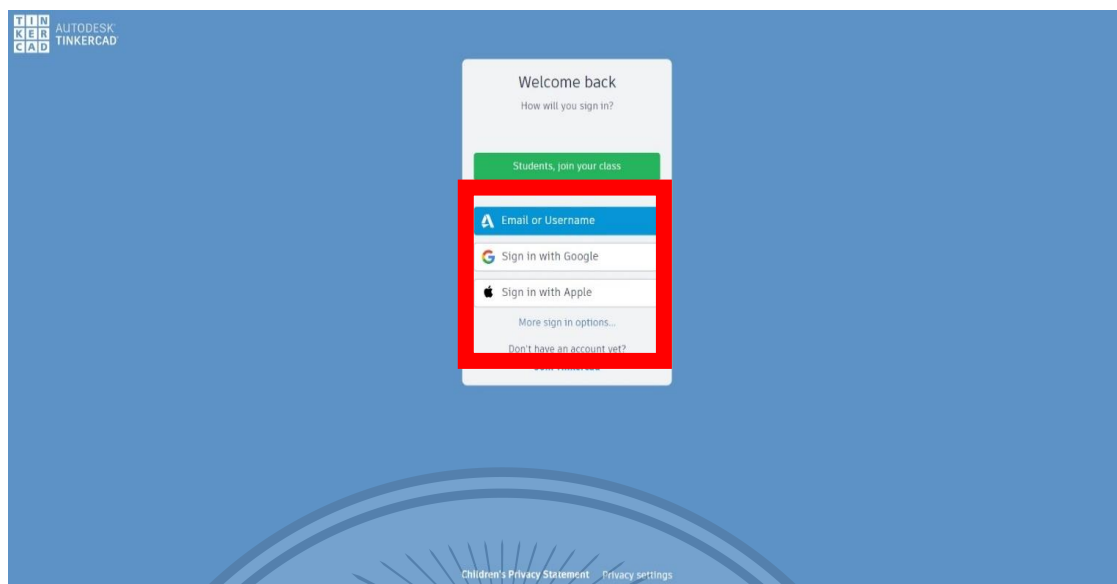 TIN
KER
CAD
AUTODESK
TINKERCAD
Welcome back
How will you sign in?
Students, join your class
Email or Username
Sign in with Google
Sign in with Apple
More sign in options...
Don't have an account yet?
Children's Privacy Statement Privacy settings